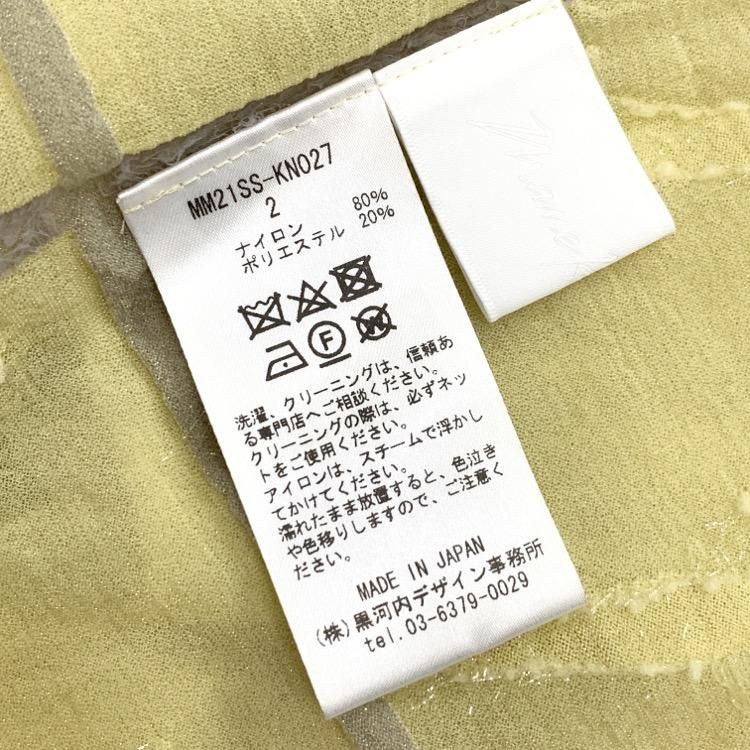 MM21SS-KN027
2
ナイロン 80%
ポリエステル 20%
F
W
洗濯、クリーニングは、信頼あ
る専門店へご相談ください。
クリーニングの際は、必ずネッ
トをご使用ください。
アイロンは、スチームで浮かし
てかけてください。
濡れたまま放置すると、色泣き
や色移りしますので、ご注意く
ださい。
MADE IN JAPAN
(株)黒河内デザイン事務所
tel.03-6379-0029